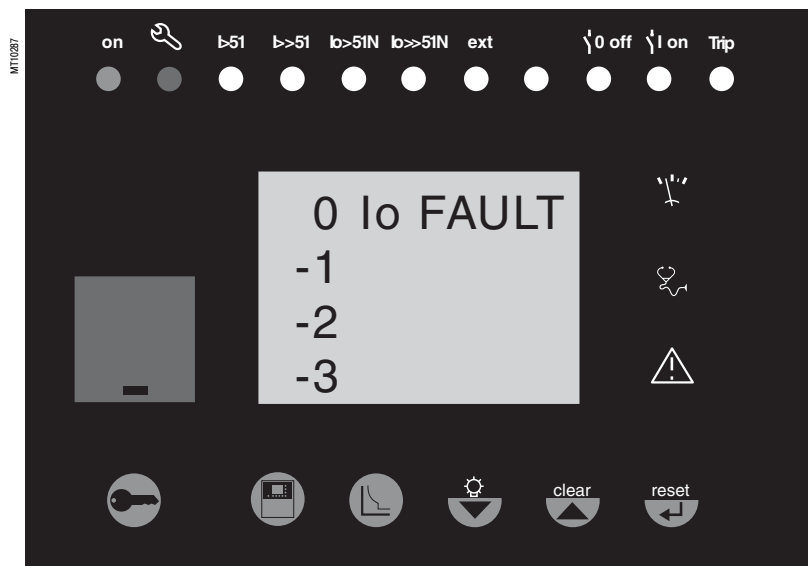 MT10287
on I>51 I>>51 Io>51N Io>>51N ext 0 off I on Trip
0 Io FAULT
-1
-2
-3
clear reset